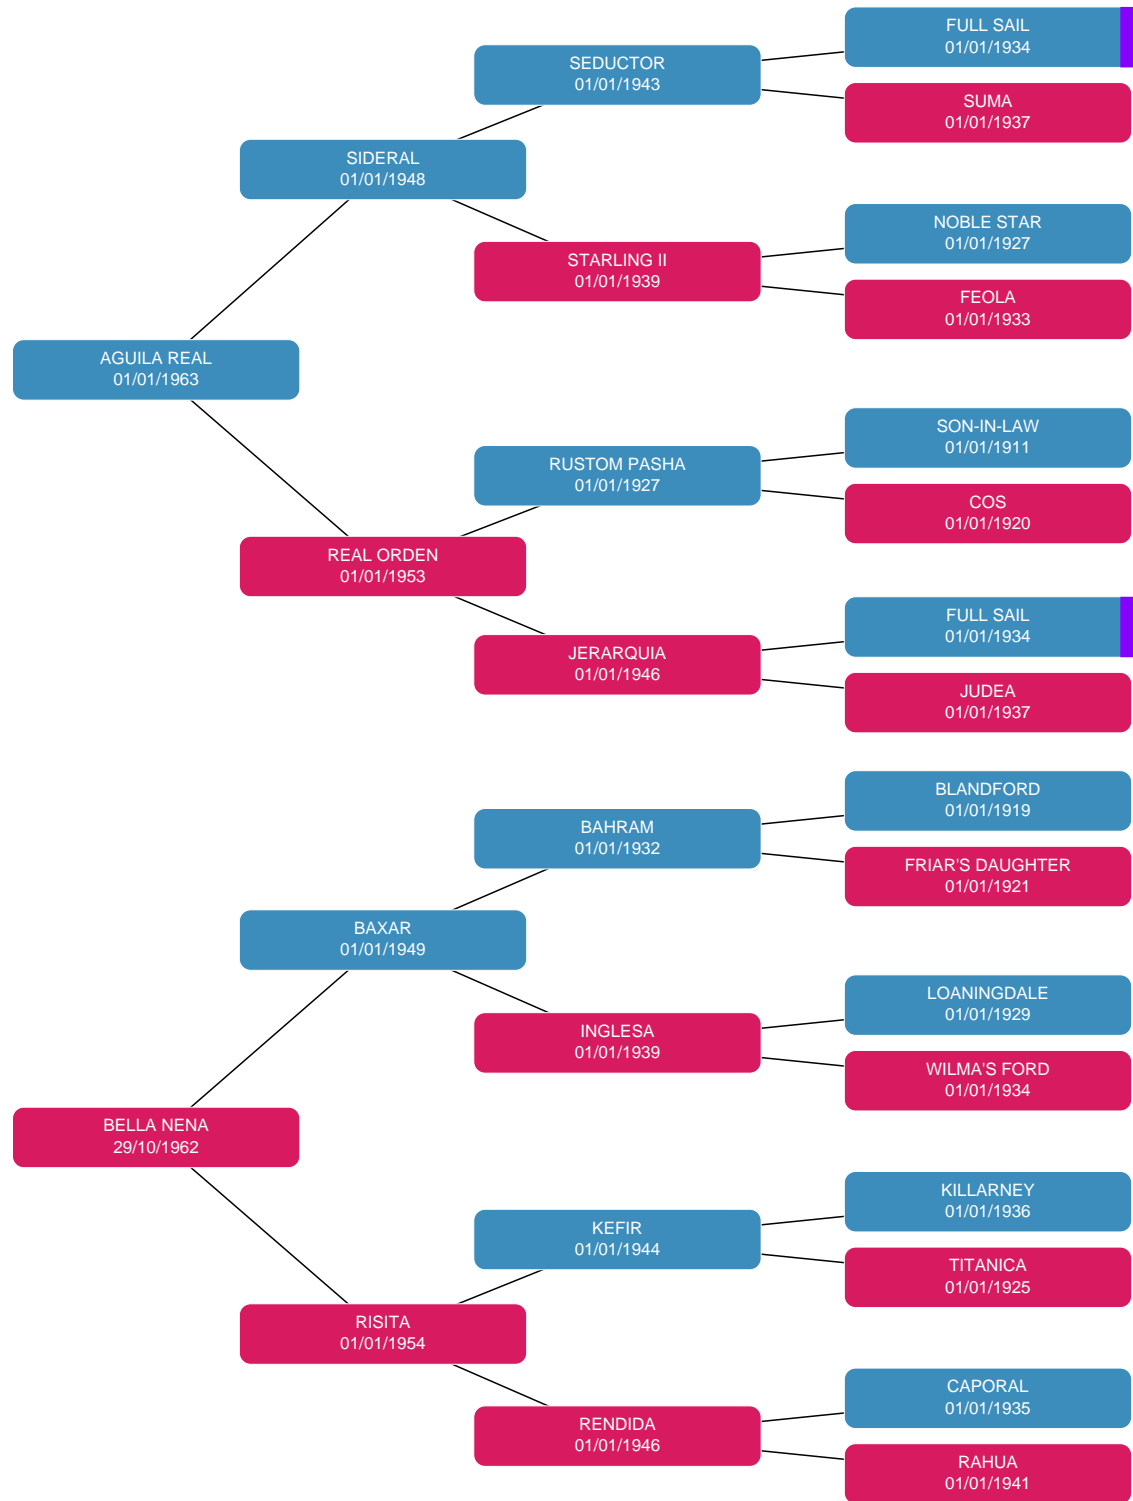 FULL SAIL
01/01/1934
SEDUCTOR
01/01/1943
SUMA
01/01/1937
SIDERAL
01/01/1948
NOBLE STAR
01/01/1927
STARLING II
01/01/1939
FEOLA
01/01/1933
AGUILA REAL
01/01/1963
SON-IN-LAW
01/01/1911
RUSTOM PASHA
01/01/1927
COS
01/01/1920
REAL ORDEN
01/01/1953
FULL SAIL
01/01/1934
JERARQUIA
01/01/1946
JUDEA
01/01/1937
BLANDFORD
01/01/1919
BAHRAM
01/01/1932
FRIAR'S DAUGHTER
01/01/1921
BAXAR
01/01/1949
LOANINGDALE
01/01/1929
INGLESA
01/01/1939
WILMA'S FORD
01/01/1934
BELLA NENA
29/10/1962
KILLARNEY
01/01/1936
KEFIR
01/01/1944
TITANICA
01/01/1925
RISITA
01/01/1954
CAPORAL
01/01/1935
RENDIDA
01/01/1946
RAHUA
01/01/1941